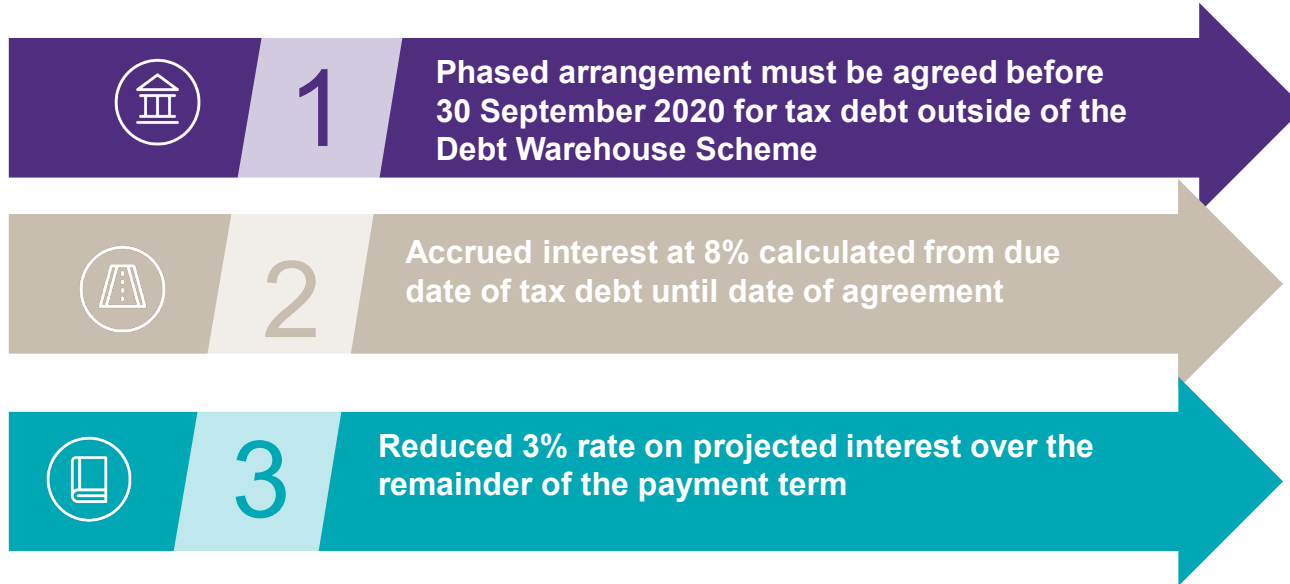 1
Phased arrangement must be agreed before
30 September 2020 for tax debt outside of the
Debt Warehouse Scheme
2
Accrued interest at 8% calculated from due
date of tax debt until date of agreement
3
Reduced 3% rate on projected interest over the
remainder of the payment term